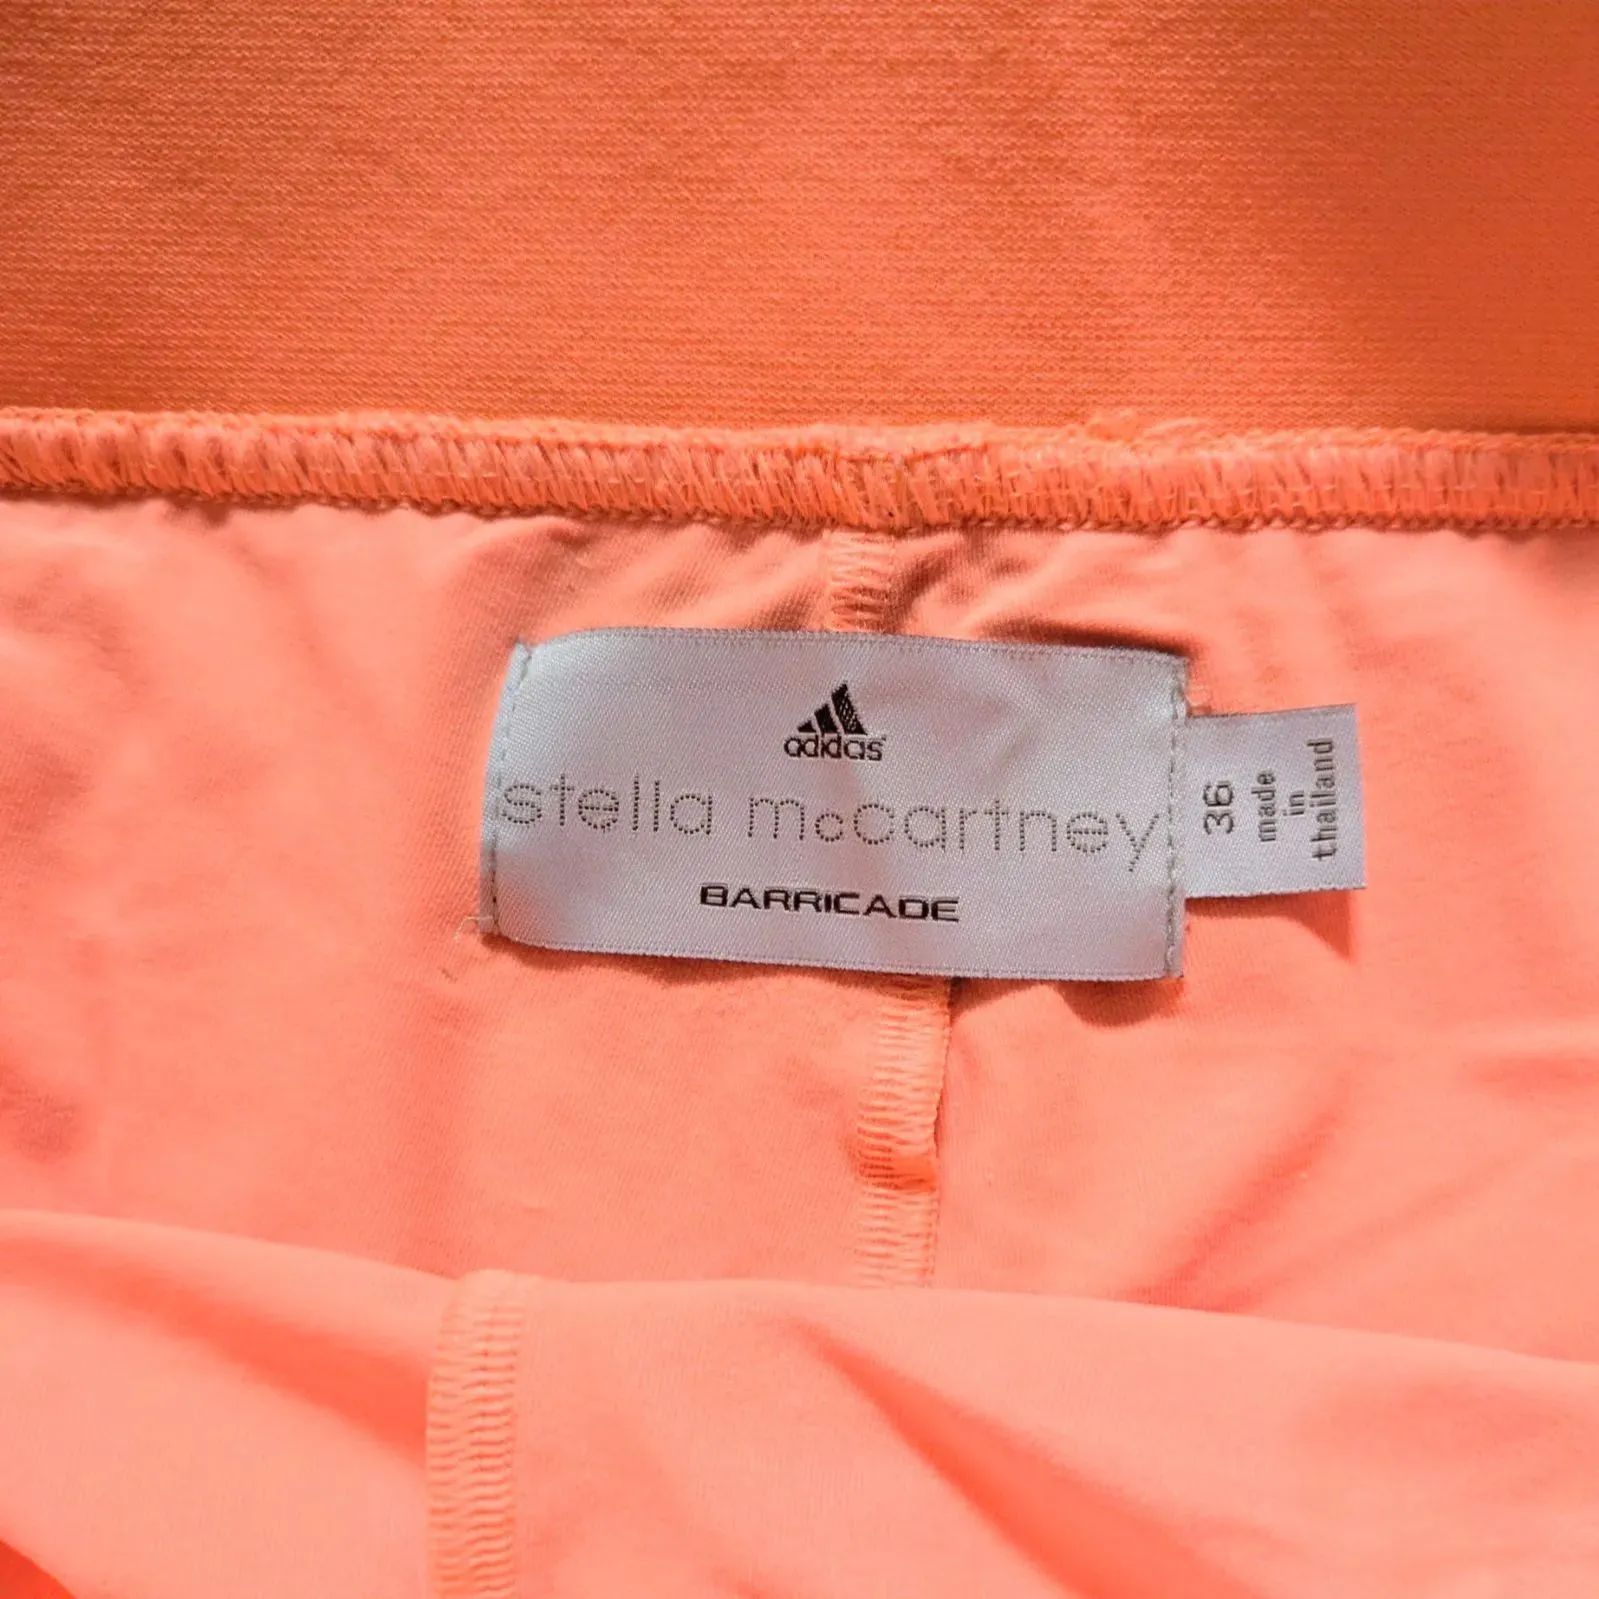 adidas
stella mccartney
BARRICADE
36
made
in
thailand